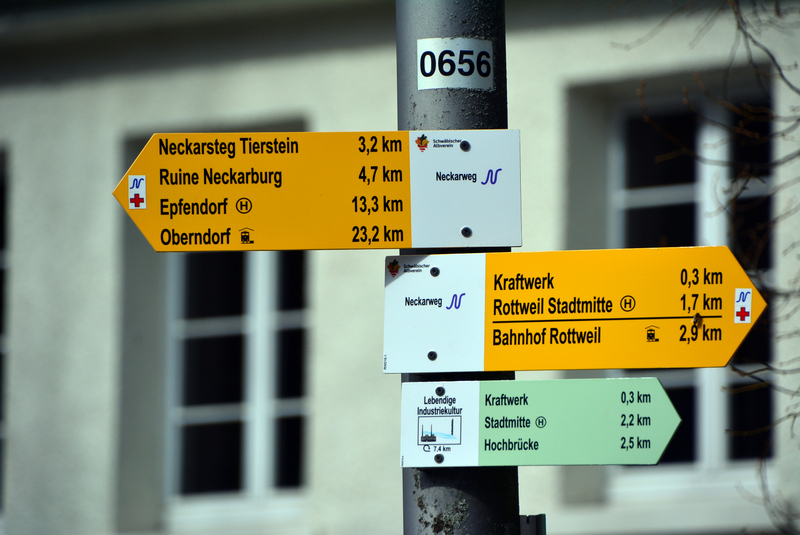 0656
Neckarsteg Tierstein 3,2 km
Ruine Neckarburg 4,7 km
Epfendorf H 13,3 km
Oberndorf 23,2 km
Schwäbischer
Albverein
Neckarweg
Schwäbischer
Albverein
Neckarweg
Kraftwerk 0,3 km
Rottweil Stadtmitte H 1,7 km
Bahnhof Rottweil 2,9 km
Lebendige
Industriekultur
7,4 km
Kraftwerk 0,3 km
Stadtmitte H 2,2 km
Hochbrücke 2,5 km